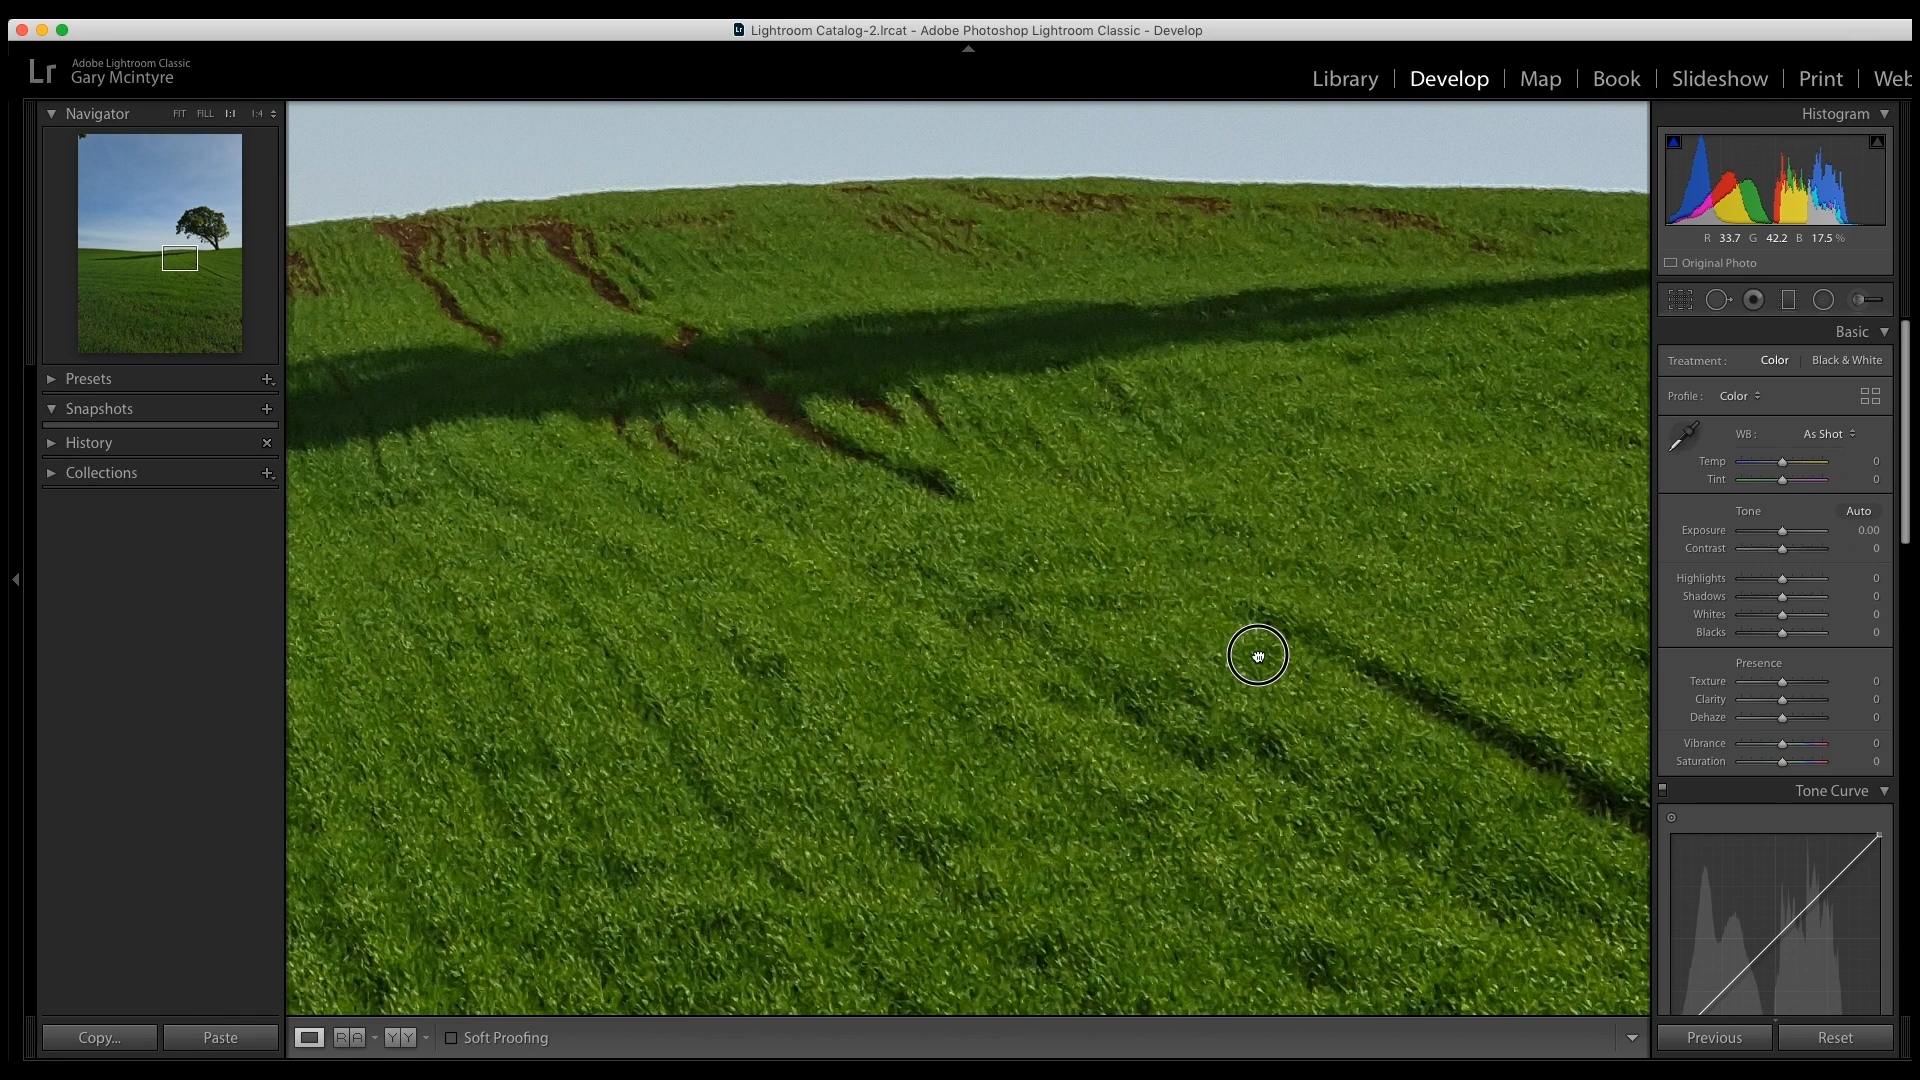 Lightroom Catalog-2.lrcat - Adobe Photoshop Lightroom Classic - Develop
Lr
Adobe Lightroom Classic
Gary Mcintyre
Library | Develop | Map | Book | Slideshow | Print | Web
Navigator FIT FILL 1:1 1:4
Presets
Snapshots
History
Collections
Copy... Paste
R A Y Y Soft Proofing
Histogram
R 33.7 G 42.2 B 17.5 %
Original Photo
Basic
Treatment : Color | Black & White
Profile : Color
WB : As Shot
Temp 0
Tint 0
Tone Auto
Exposure 0.00
Contrast 0
Highlights 0
Shadows 0
Whites 0
Blacks 0
Presence
Texture 0
Clarity 0
Dehaze 0
Vibrance 0
Saturation 0
Tone Curve
Previous Reset